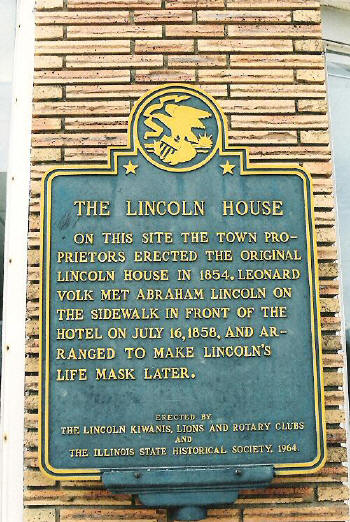 THE LINCOLN HOUSE
ON THIS SITE THE TOWN PRO-
PRIETORS ERECTED THE ORIGINAL
LINCOLN HOUSE IN 1854. LEONARD
VOLK MET ABRAHAM LINCOLN ON
THE SIDEWALK IN FRONT OF THE
HOTEL ON JULY 16, 1858, AND AR-
RANGED TO MAKE LINCOLN'S
LIFE MASK LATER.
ERECTED BY
THE LINCOLN KIWANIS, LIONS AND ROTARY CLUBS
AND
THE ILLINOIS STATE HISTORICAL SOCIETY, 1964.